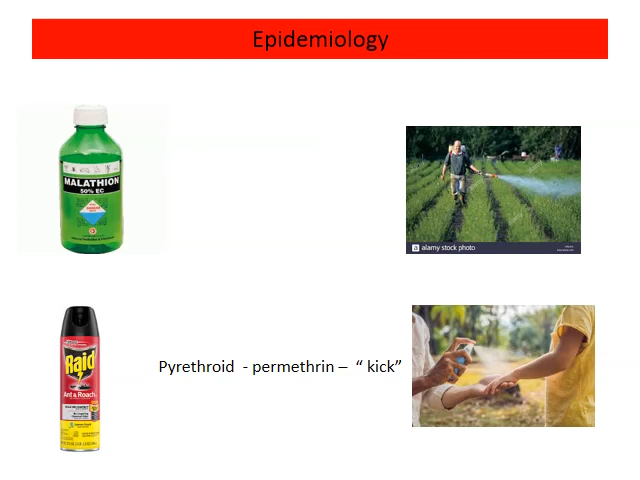 Epidemiology
MALATHION
50% EC
alamy stock photo
Raid
Ant & Roach
Pyrethroid - permethrin – “ kick”